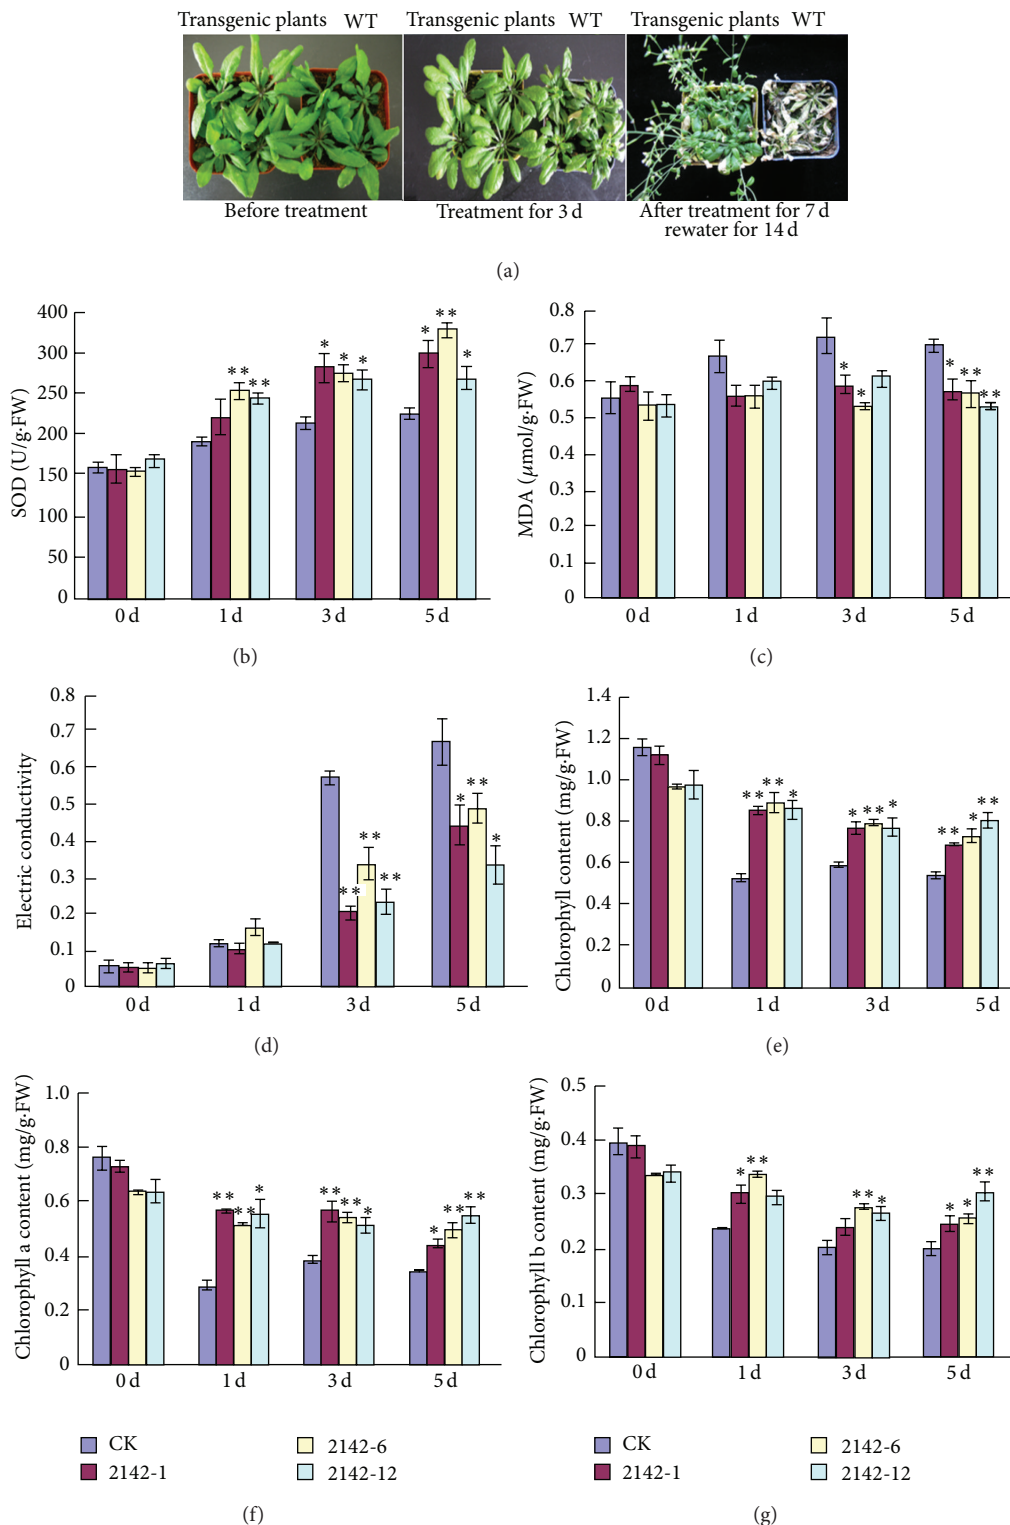 Transgenic plants WT
Transgenic plants WT
Transgenic plants WT
Before treatment
Treatment for 3 d
After treatment for 7 d
rewater for 14 d
(a)
SOD (U/g·FW)
400
300
250
200
150
100
50
0
** ** * * * * ** *
0 d 1 d 3 d 5 d
(b)
MDA (μmol/g·FW)
0.8
0.7
0.6
0.5
0.4
0.3
0.2
0.1
0
* * * ** **
0 d 1 d 3 d 5 d
(c)
Electric conductivity
0.8
0.7
0.6
0.5
0.4
0.3
0.2
0.1
0
** ** ** * ** *
0 d 1 d 3 d 5 d
(d)
Chlorophyll content (mg/g·FW)
1.4
1.2
1.0
0.8
0.6
0.4
0.2
0
** ** * * ** * ** * **
0 d 1 d 3 d 5 d
(e)
Chlorophyll a content (mg/g·FW)
1.0
0.8
0.6
0.4
0.2
0
** ** * ** ** * * ** **
0 d 1 d 3 d 5 d
CK
2142-1
2142-6
2142-12
(f)
Chlorophyll b content (mg/g·FW)
0.5
0.4
0.3
0.2
0.1
0
* ** ** * * * **
0 d 1 d 3 d 5 d
CK
2142-1
2142-6
2142-12
(g)